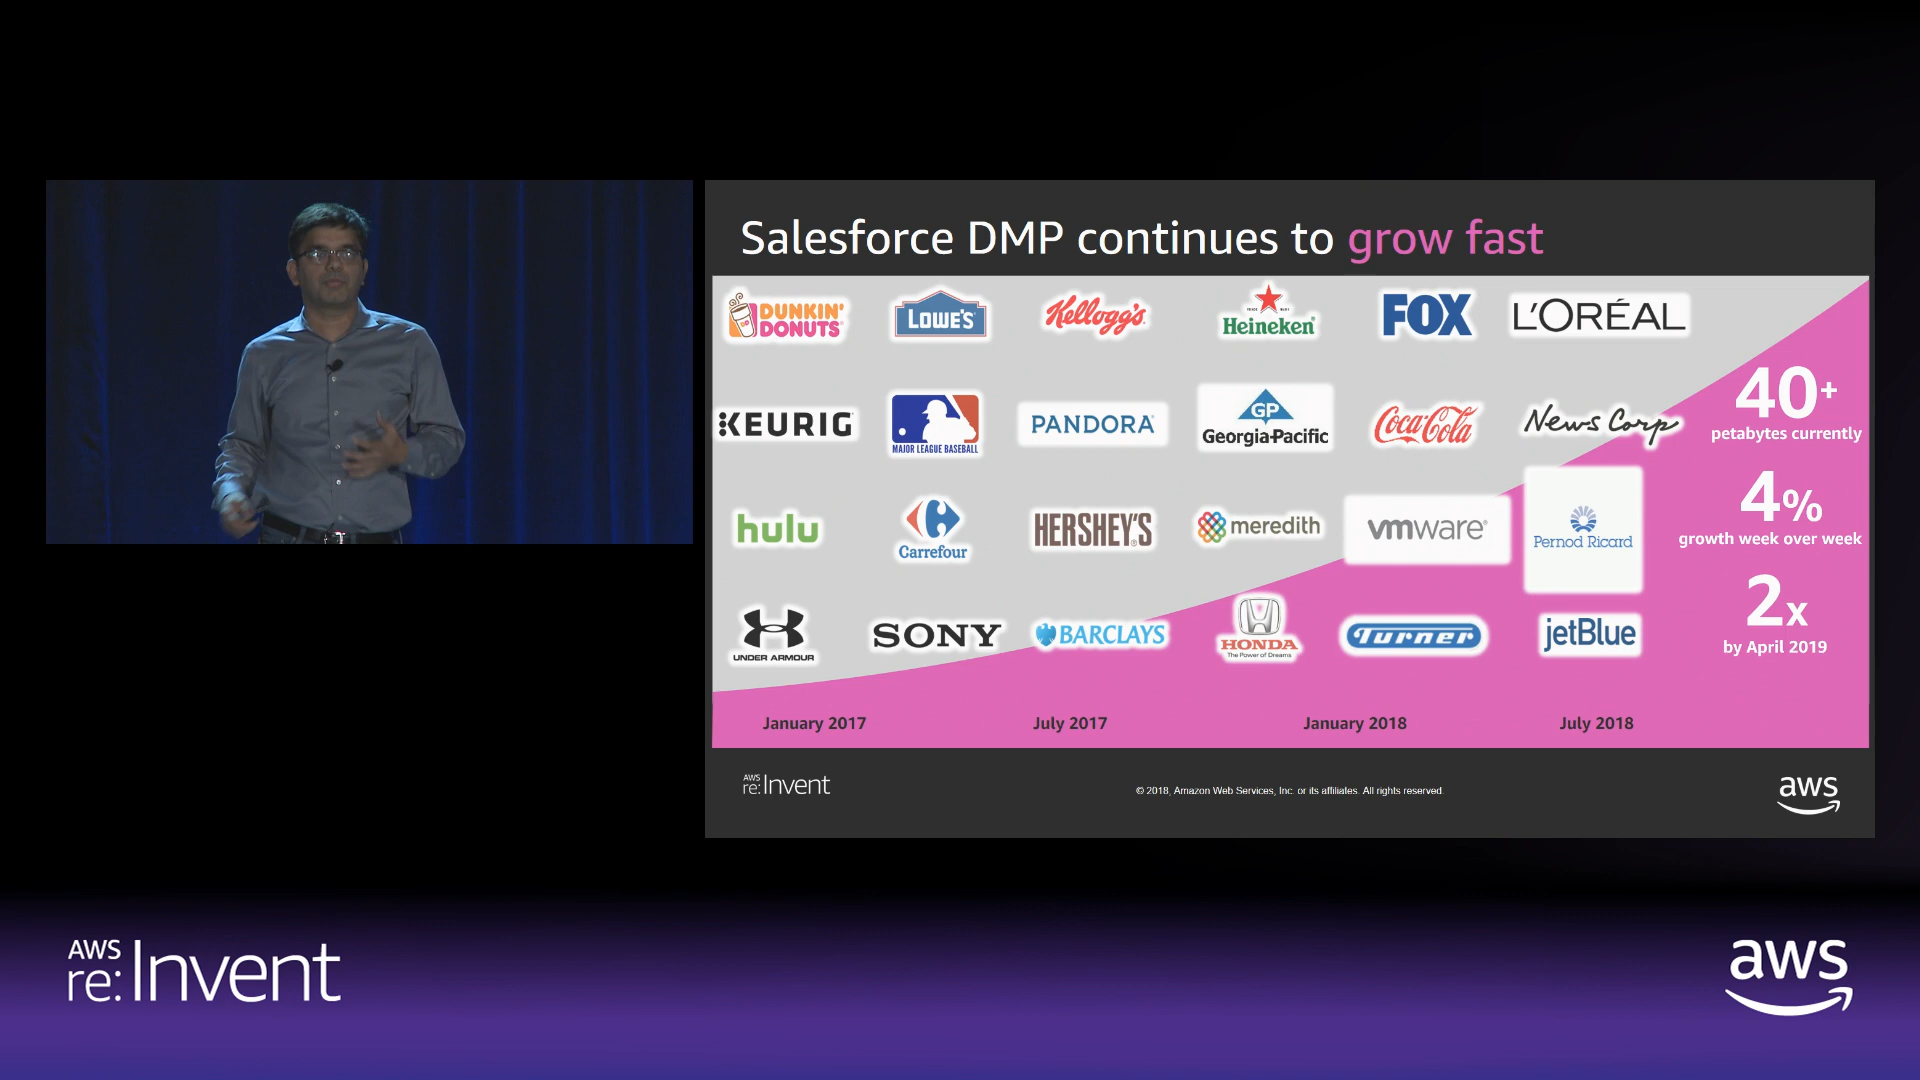 Salesforce DMP continues to grow fast
DUNKIN'
DONUTS
LOWE'S
Kellogg's
TRADE MARK
Heineken
FOX
L'ORÉAL
KEURIG
MAJOR LEAGUE BASEBALL
PANDORA
GP
Georgia-Pacific
Coca-Cola
News Corp
40+
petabytes currently
hulu
Carrefour
HERSHEY'S
meredith
vmware
Pernod Ricard
4%
growth week over week
UNDER ARMOUR
SONY
BARCLAYS
HONDA
The Power of Dreams
Turner
jetBlue
2x
by April 2019
January 2017
July 2017
January 2018
July 2018
AWS
re:Invent
© 2018, Amazon Web Services, Inc. or its affiliates. All rights reserved.
aws
AWS
re:Invent
aws